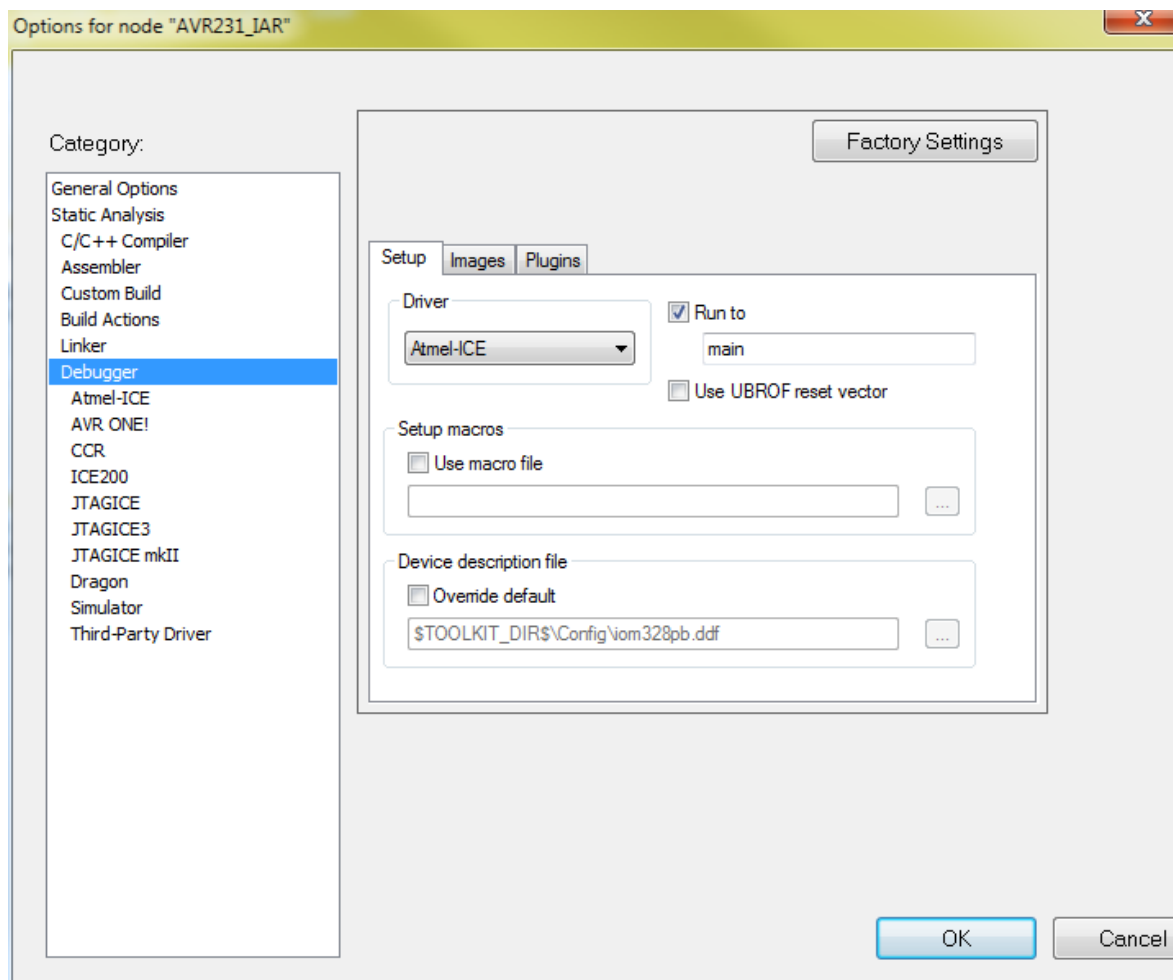 Options for node "AVR231_IAR"
x
Category:
Factory Settings
General Options
Static Analysis
C/C++ Compiler
Assembler
Custom Build
Build Actions
Linker
Debugger
Atmel-ICE
AVR ONE!
CCR
ICE200
JTAGICE
JTAGICE3
JTAGICE mkII
Dragon
Simulator
Third-Party Driver
Setup Images Plugins
Driver
Atmel-ICE
Run to
main
Use UBROF reset vector
Setup macros
Use macro file
...
Device description file
Override default
$TOOLKIT_DIR$\Config\iom328pb.ddf
...
OK Cancel